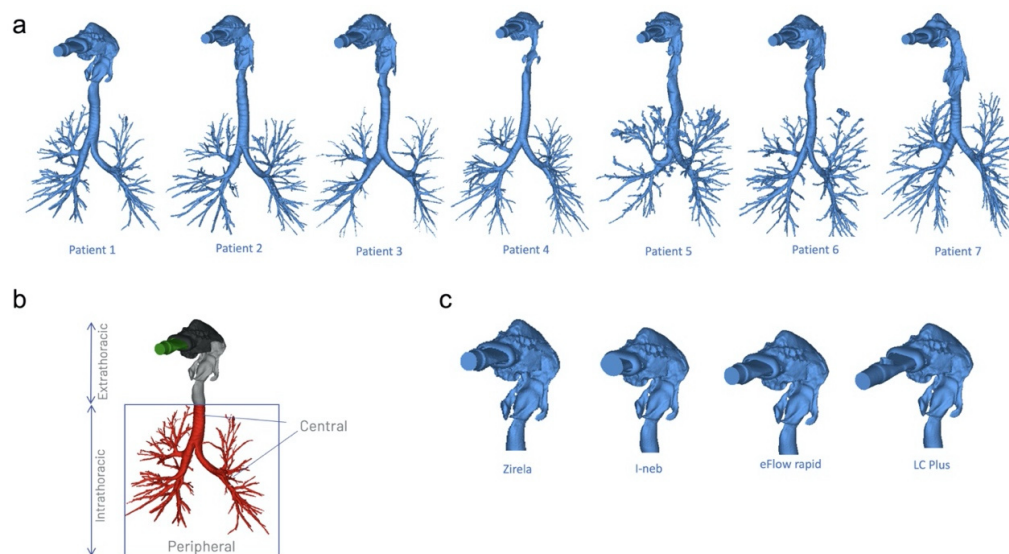 a
Patient 1
Patient 2
Patient 3
Patient 4
Patient 5
Patient 6
Patient 7
b
Extrathoracic
Intrathoracic
Central
Peripheral
c
Zirela
I-neb
eFlow rapid
LC Plus